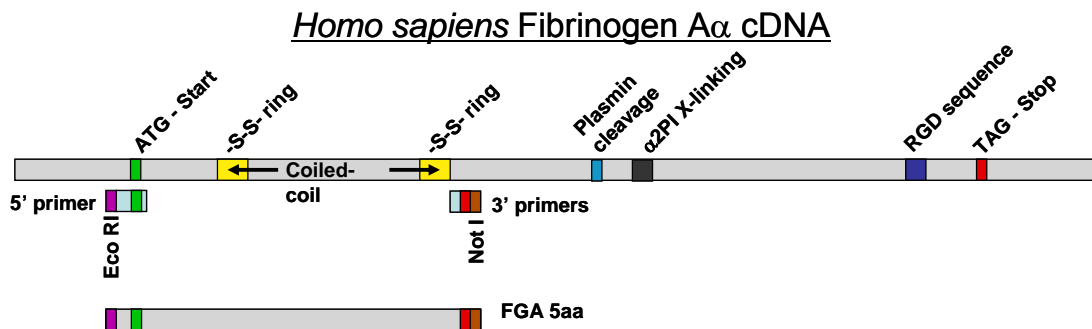 Homo sapiens Fibrinogen Aα cDNA
ATG - Start
-S-S- ring
-S-S- ring
Plasmin
cleavage
α2PI X-linking
RGD sequence
TAG - Stop
Coiled-
coil
5’ primer
3’ primers
Eco RI
Not I
FGA 5aa